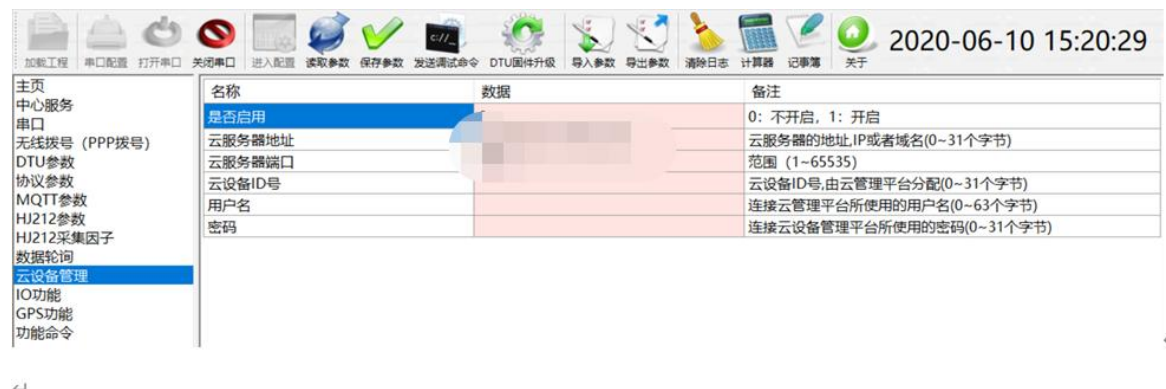 2020-06-10 15:20:29
加载工程 串口配置 打开串口 关闭串口 进入配置 读取参数 保存参数 发送调试命令 DTU固件升级 导入参数 导出参数 清除日志 计算器 记事簿 关于
主页
中心服务
串口
无线拨号（PPP拨号）
DTU参数
协议参数
MQTT参数
HJ212参数
HJ212采集因子
数据轮询
云设备管理
IO功能
GPS功能
功能命令
名称 数据 备注
是否启用 0：不开启，1：开启
云服务器地址 云服务器的地址,IP或者域名(0~31个字节)
云服务器端口 范围（1~65535）
云设备ID号 云设备ID号,由云管理平台分配(0~31个字节)
用户名 连接云管理平台所使用的用户名(0~63个字节)
密码 连接云设备管理平台所使用的密码(0~31个字节)